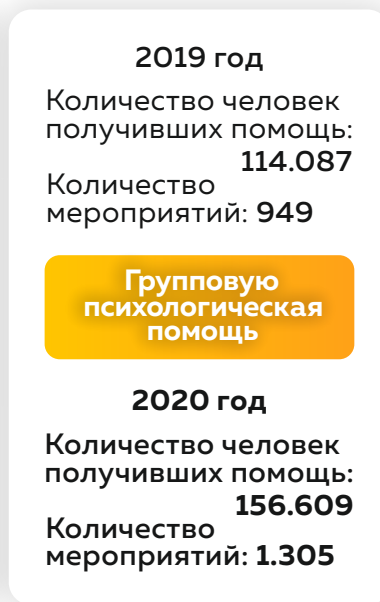 2019 год
Количество человек
получивших помощь:
114.087
Количество
мероприятий: 949
Групповую
психологическая
помощь
2020 год
Количество человек
получивших помощь:
156.609
Количество
мероприятий: 1.305